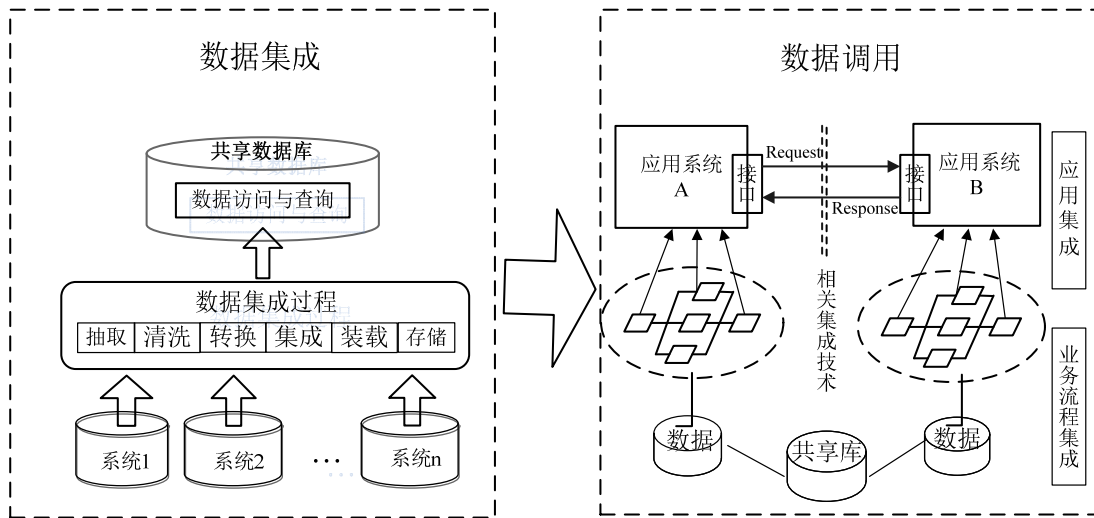 数据集成
共享数据库
数据访问与查询
数据集成过程
抽取 清洗 转换 集成 装载 存储
系统1
系统2
…
系统n
数据调用
应用系统
A
接口
Request
Response
接口
应用系统
B
相关集成技术
应用集成
业务流程集成
数据
共享库
数据